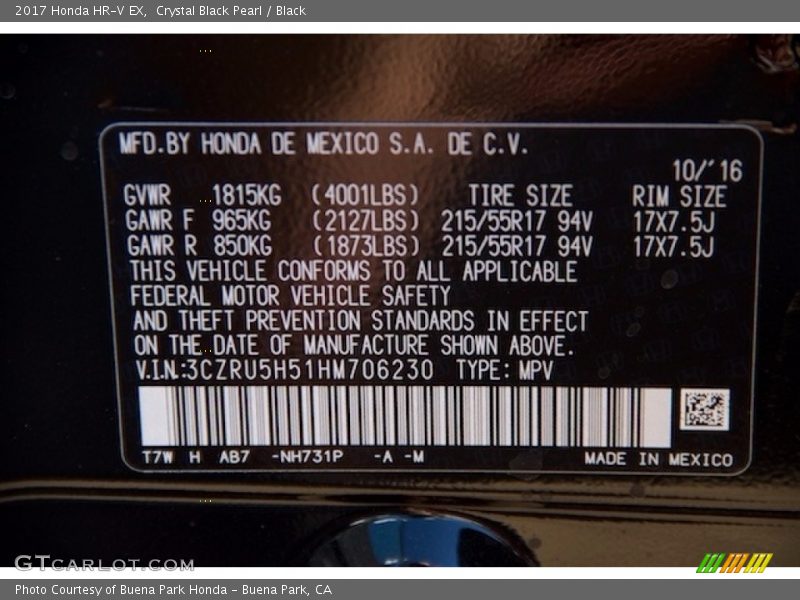 2017 Honda HR-V EX, Crystal Black Pearl / Black
MFD.BY HONDA DE MEXICO S.A. DE C.V.
10/'16
GVWR 1815KG (4001LBS) TIRE SIZE RIM SIZE
GAWR F 965KG (2127LBS) 215/55R17 94V 17X7.5J
GAWR R 850KG (1873LBS) 215/55R17 94V 17X7.5J
THIS VEHICLE CONFORMS TO ALL APPLICABLE
FEDERAL MOTOR VEHICLE SAFETY
AND THEFT PREVENTION STANDARDS IN EFFECT
ON THE DATE OF MANUFACTURE SHOWN ABOVE.
V.I.N.:3CZRU5H51HM706230 TYPE: MPV
T7W H AB7 -NH731P -A -M MADE IN MEXICO
GTCARLOT.COM
Photo Courtesy of Buena Park Honda - Buena Park, CA